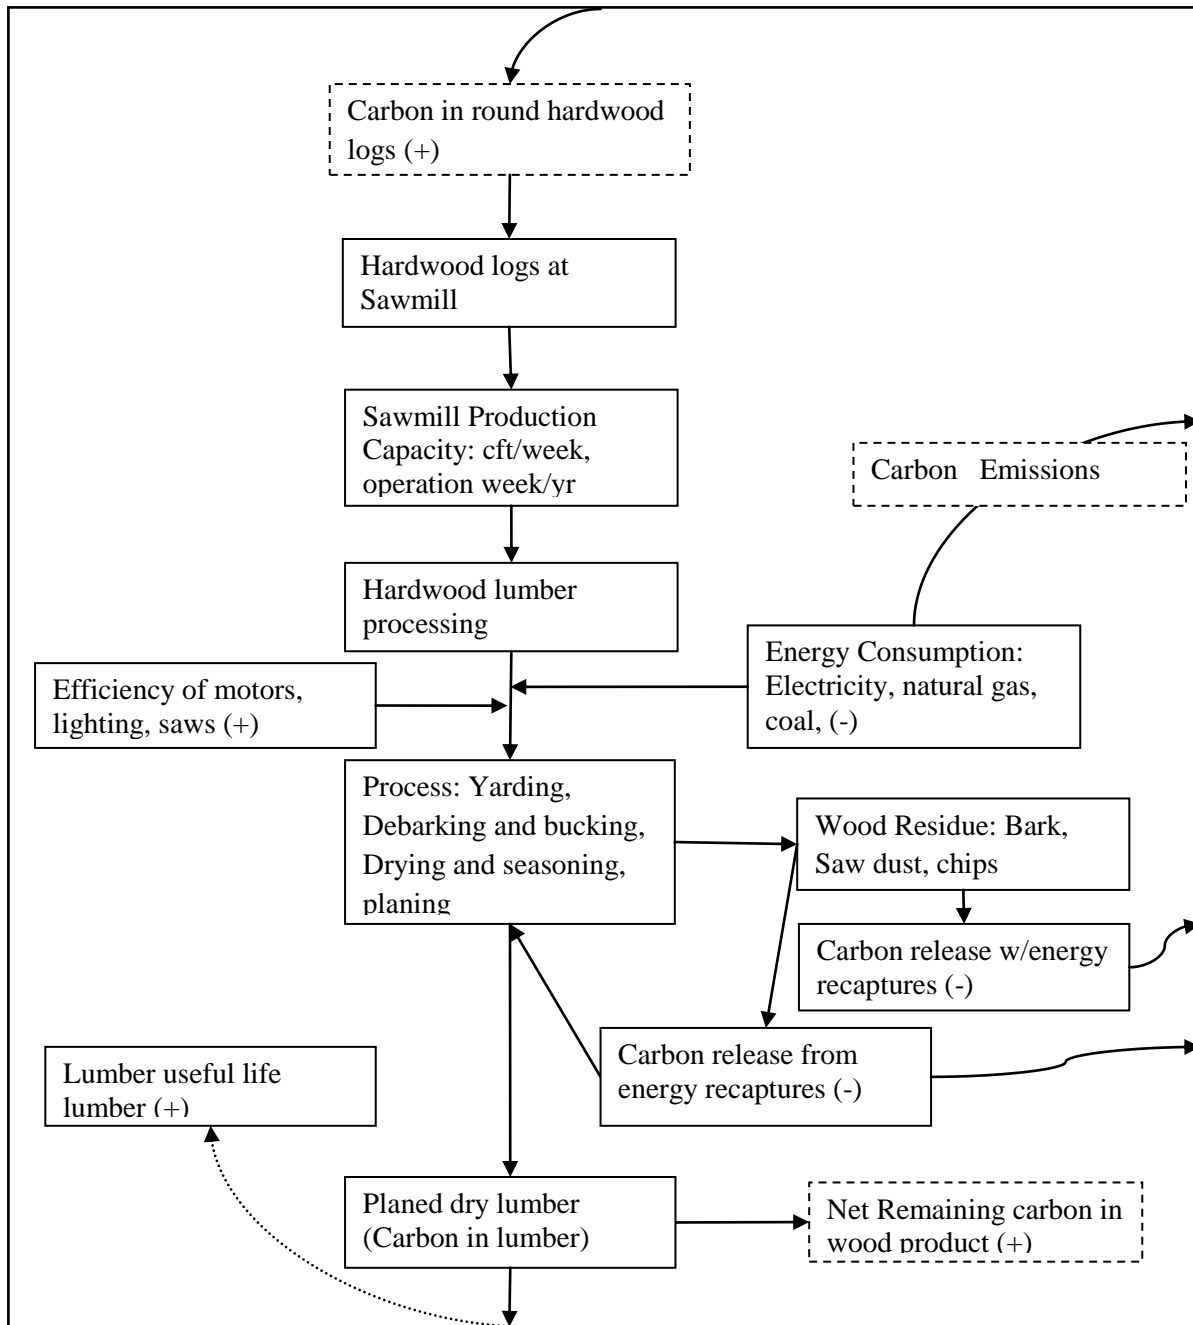 Carbon in round hardwood
logs (+)
Hardwood logs at
Sawmill
Sawmill Production
Capacity: cft/week,
operation week/yr
Carbon Emissions
Hardwood lumber
processing
Energy Consumption:
Electricity, natural gas,
coal, (-)
Efficiency of motors,
lighting, saws (+)
Process: Yarding,
Debarking and bucking,
Drying and seasoning,
planing
Wood Residue: Bark,
Saw dust, chips
Carbon release w/energy
recaptures (-)
Carbon release from
energy recaptures (-)
Lumber useful life
lumber (+)
Planed dry lumber
(Carbon in lumber)
Net Remaining carbon in
wood product (+)